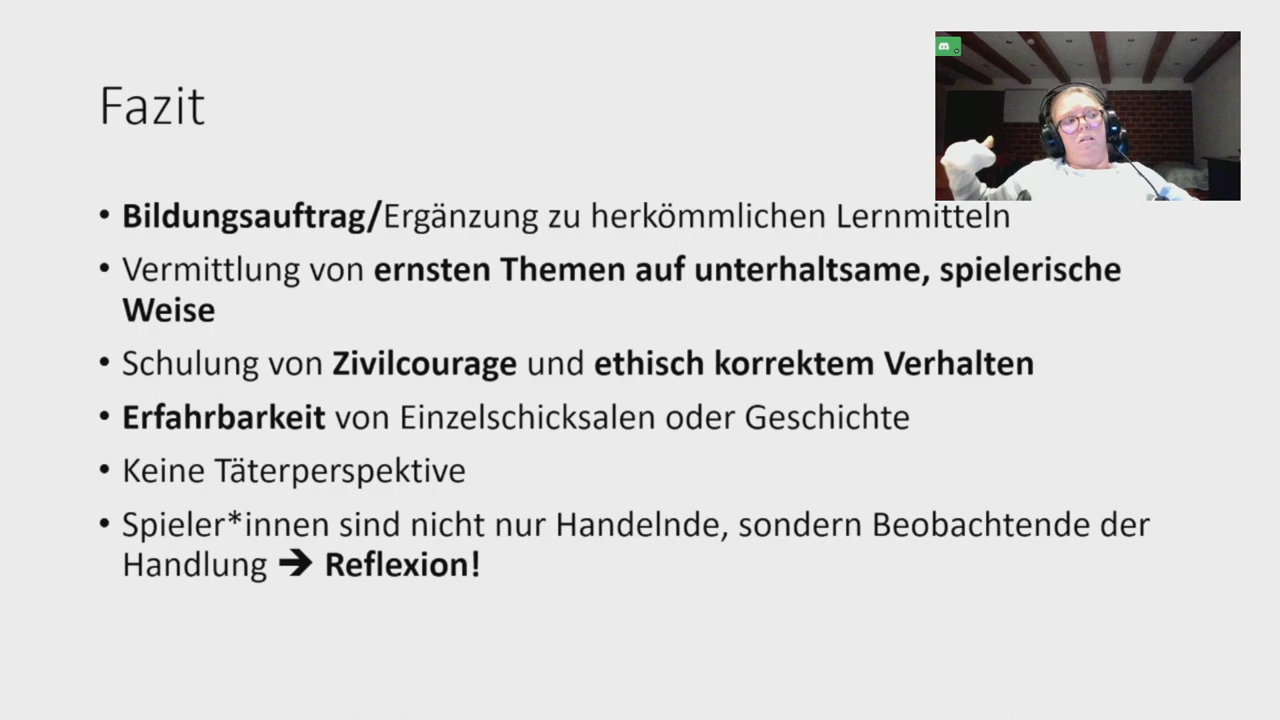 Fazit
• Bildungsauftrag/Ergänzung zu herkömmlichen Lernmitteln
• Vermittlung von ernsten Themen auf unterhaltsame, spielerische
Weise
• Schulung von Zivilcourage und ethisch korrektem Verhalten
• Erfahrbarkeit von Einzelschicksalen oder Geschichte
• Keine Täterperspektive
• Spieler*innen sind nicht nur Handelnde, sondern Beobachtende der
Handlung ➔ Reflexion!